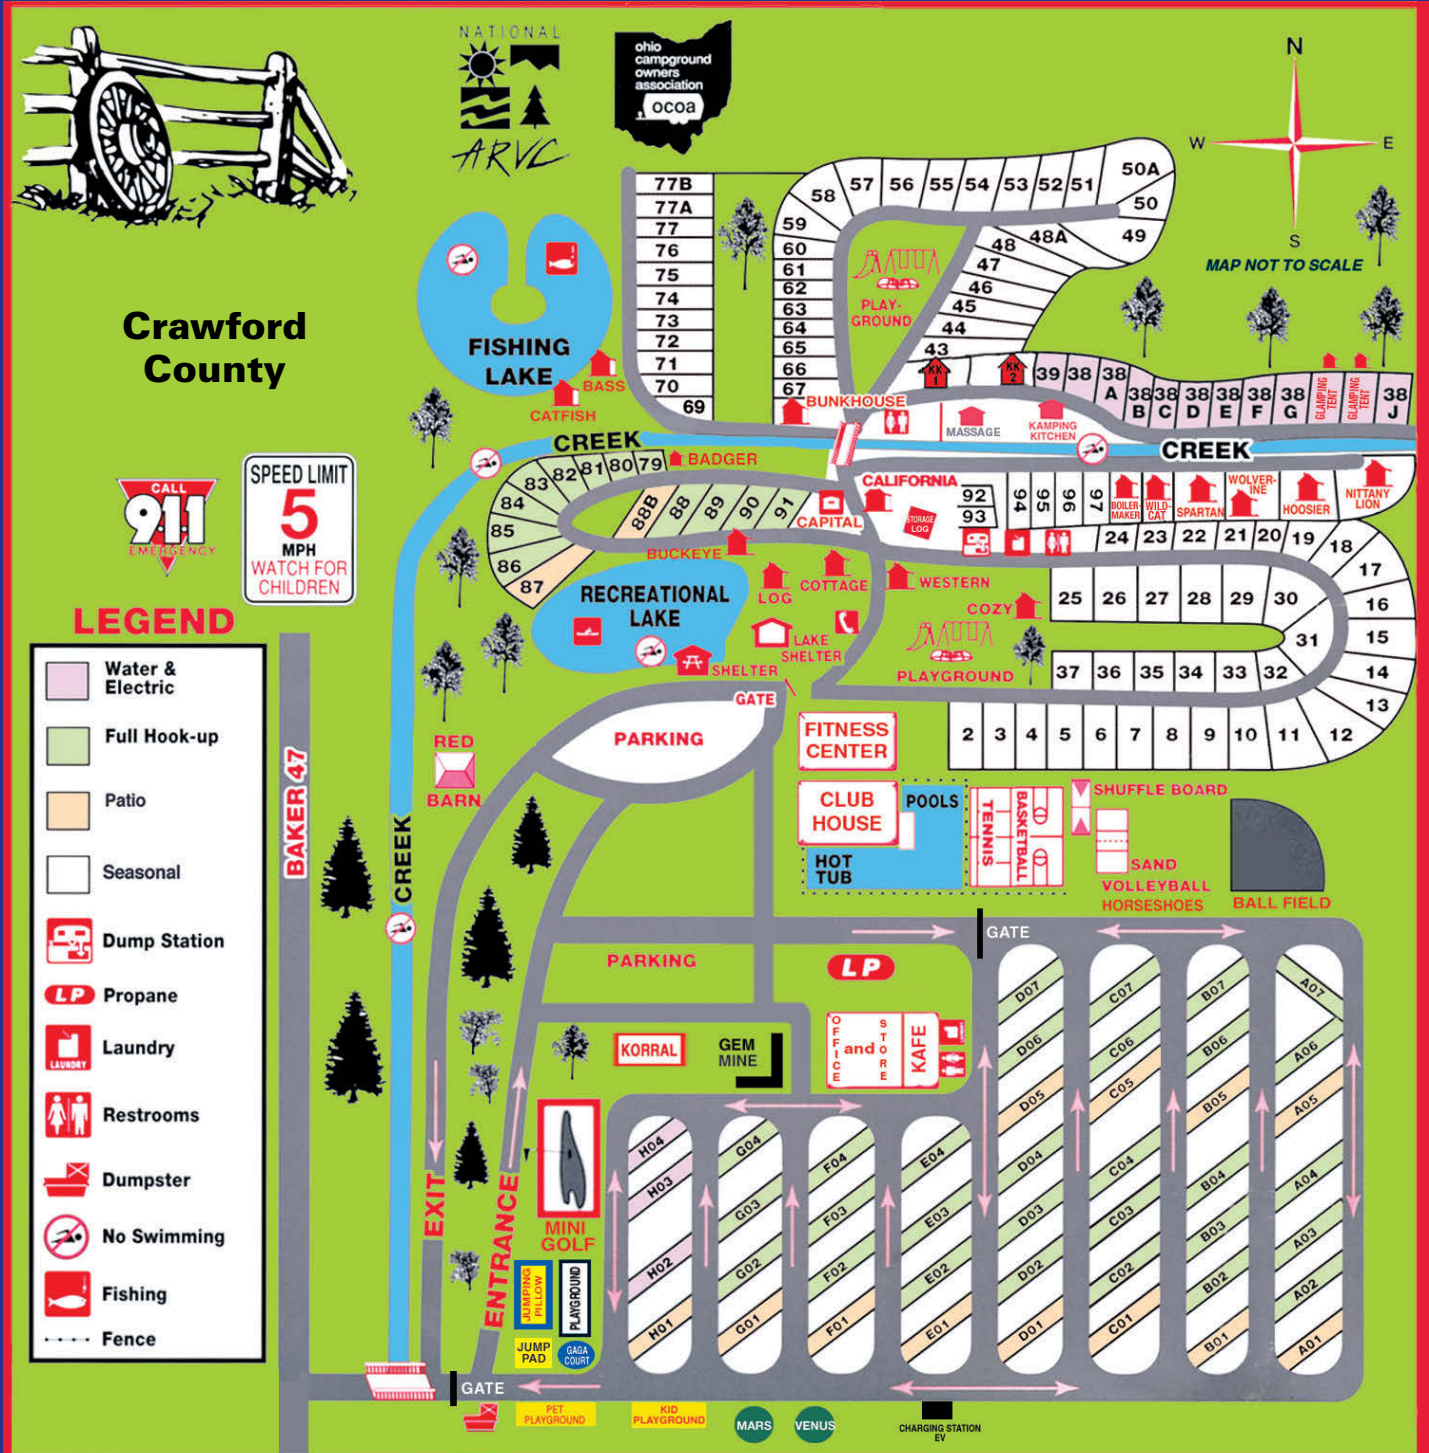 NATIONAL
ARVC
ohio
campground
owners
association
ocoa
N
W
E
S
MAP NOT TO SCALE
Crawford
County
FISHING
LAKE
BASS
CATFISH
77B
77A
77
76
75
74
73
72
71
70
69
59
60
61
62
63
64
65
66
67
58
57
56
55
54
53
52
51
50A
50
49
48A
48
47
46
45
44
43
PLAY-
GROUND
BUNKHOUSE
KK
1
KK
2
39
38
38
A
38
B
38
C
38
D
38
E
38
F
38
G
GLAMPING
TENT
GLAMPING
TENT
38
J
MASSAGE
KAMPING
KITCHEN
CREEK
CREEK
BADGER
79
80
81
82
83
84
85
86
87
88B
88
89
90
91
CAPITAL
CALIFORNIA
STORAGE
LOG
92
93
94
95
96
97
BOILER-
MAKER
WILD-
CAT
SPARTAN
WOLVER-
INE
HOOSIER
NITTANY
LION
24
23
22
21
20
19
18
17
16
15
14
13
12
11
10
9
8
7
6
5
4
3
2
25
26
27
28
29
30
31
32
33
34
35
36
37
BUCKEYE
LOG
COTTAGE
WESTERN
COZY
RECREATIONAL
LAKE
LAKE
SHELTER
SHELTER
PLAYGROUND
GATE
PARKING
CALL
911
EMERGENCY
SPEED LIMIT
5
MPH
WATCH FOR
CHILDREN
LEGEND
Water &
Electric
Full Hook-up
Patio
Seasonal
Dump Station
LP
Propane
LAUNDRY
Laundry
Restrooms
Dumpster
No Swimming
Fishing
Fence
BAKER 47
CREEK
RED
BARN
FITNESS
CENTER
CLUB
HOUSE
POOLS
HOT
TUB
TENNIS
BASKETBALL
SHUFFLE BOARD
SAND
VOLLEYBALL
HORSESHOES
BALL FIELD
GATE
PARKING
LP
KORRAL
GEM
MINE
OFFICE
and
STORE
KAFE
MINI
GOLF
EXIT
ENTRANCE
JUMPING
PILLOW
PLAYGROUND
JUMP
PAD
GAGA
COURT
H04
H03
H02
H01
G04
G03
G02
G01
F04
F03
F02
F01
E04
E03
E02
E01
D07
D06
D05
D04
D03
D02
D01
C07
C06
C05
C04
C03
C02
C01
B07
B06
B05
B04
B03
B02
B01
A07
A06
A05
A04
A03
A02
A01
GATE
PET
PLAYGROUND
KID
PLAYGROUND
MARS
VENUS
CHARGING STATION
EV